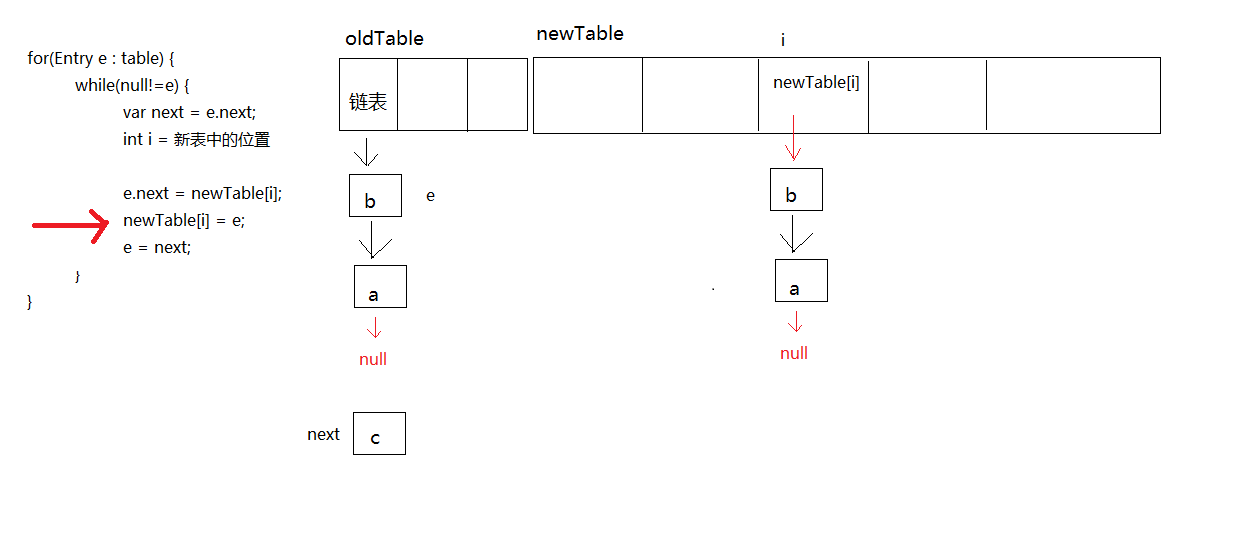 for(Entry e : table) {
while(null!=e) {
var next = e.next;
int i = 新表中的位置
e.next = newTable[i];
newTable[i] = e;
e = next;
}
}
oldTable
newTable
i
链表
newTable[i]
b
e
a
null
next
c
b
a
null